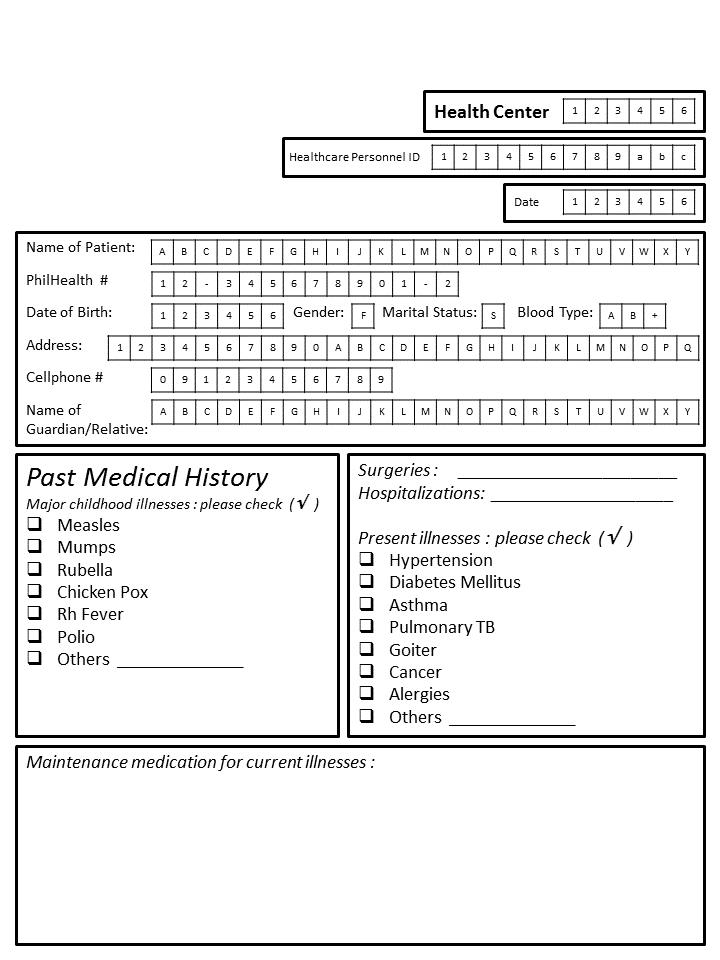 Health Center 1 2 3 4 5 6
Healthcare Personnel ID 1 2 3 4 5 6 7 8 9 a b c
Date 1 2 3 4 5 6
Name of Patient: A B C D E F G H I J K L M N O P Q R S T U V W X Y
PhilHealth # 1 2 - 3 4 5 6 7 8 9 0 1 - 2
Date of Birth: 1 2 3 4 5 6 Gender: F Marital Status: S Blood Type: A B +
Address: 1 2 3 4 5 6 7 8 9 0 A B C D E F G H I J K L M N O P Q
Cellphone # 0 9 1 2 3 4 5 6 7 8 9
Name of A B C D E F G H I J K L M N O P Q R S T U V W X Y
Guardian/Relative:
Past Medical History
Major childhood illnesses : please check (√ )
❑ Measles
❑ Mumps
❑ Rubella
❑ Chicken Pox
❑ Rh Fever
❑ Polio
❑ Others _______________
Surgeries : __________________________
Hospitalizations: ______________________
Present illnesses : please check (√ )
❑ Hypertension
❑ Diabetes Mellitus
❑ Asthma
❑ Pulmonary TB
❑ Goiter
❑ Cancer
❑ Alergies
❑ Others _______________
Maintenance medication for current illnesses :